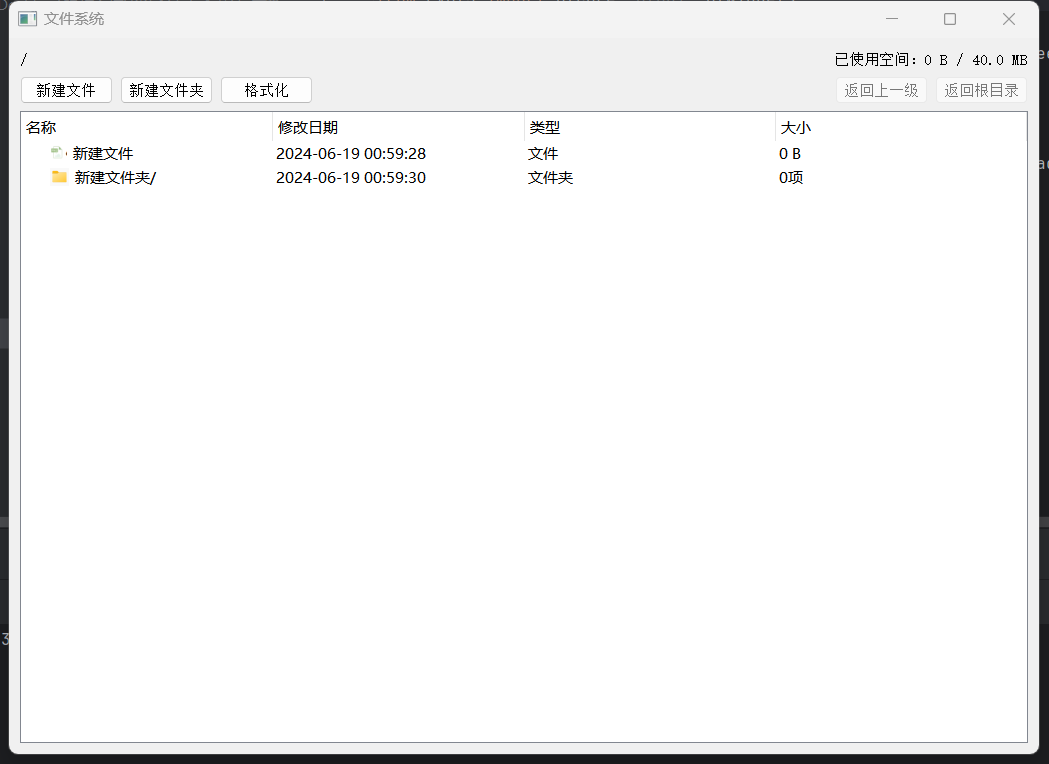 文件系统
/ 已使用空间: 0 B / 40.0 MB
新建文件 新建文件夹 格式化 返回上一级 返回根目录
名称 修改日期 类型 大小
新建文件 2024-06-19 00:59:28 文件 0 B
新建文件夹/ 2024-06-19 00:59:30 文件夹 0项